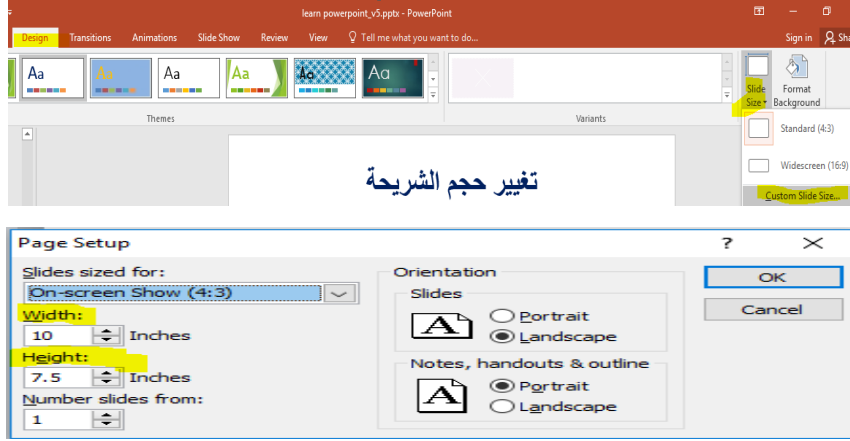 learn powerpoint_v5.pptx - PowerPoint
Design Transitions Animations Slide Show Review View Tell me what you want to do... Sign in Sha
Aa Aa Aa Aa Aa Aa
Slide Size Format Background
Themes Variants
Standard (4:3)
Widescreen (16:9)
Custom Slide Size...
تغيير حجم الشريحة
Page Setup ?
Slides sized for:
On-screen Show (4:3)
Width:
10 Inches
Height:
7.5 Inches
Number slides from:
1
Orientation
Slides
A Portrait
Landscape
Notes, handouts & outline
A Portrait
Landscape
OK
Cancel